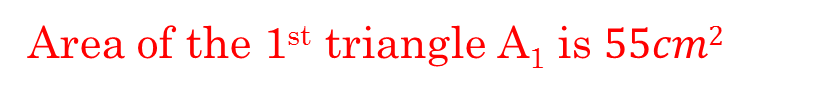 Area of the 1st triangle A₁ is 55cm²